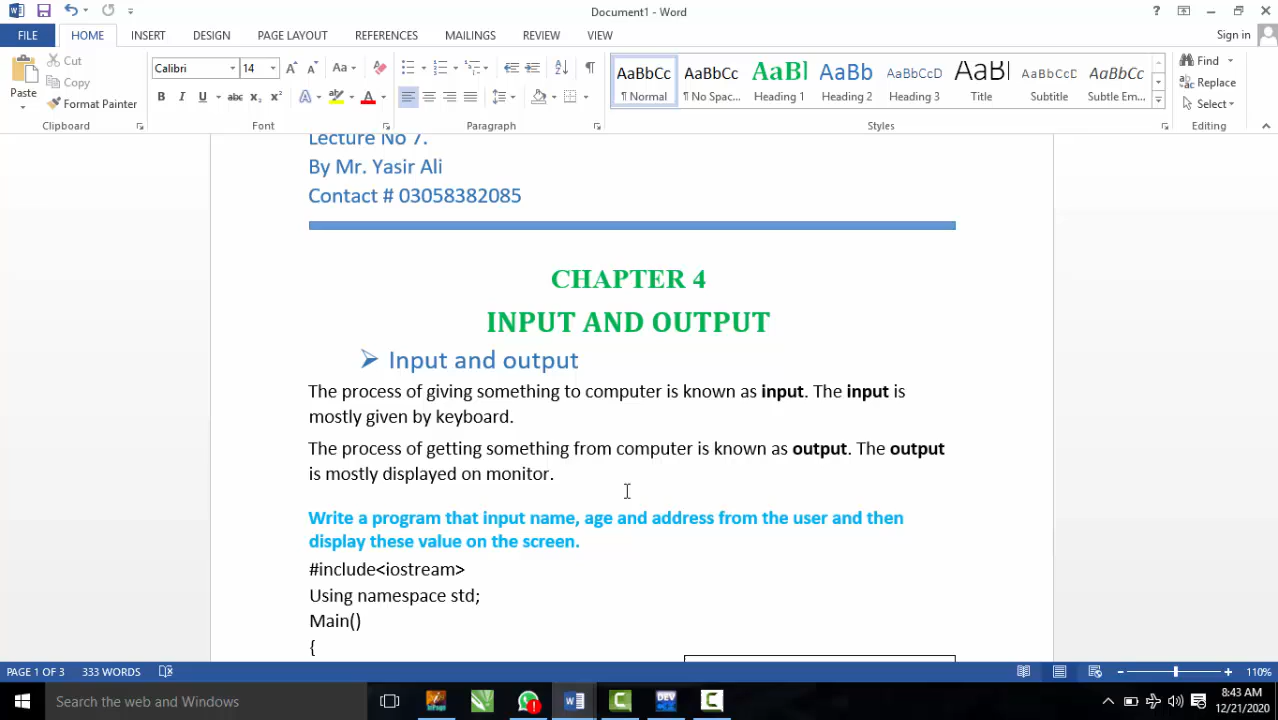 Document1 - Word
FILE HOME INSERT DESIGN PAGE LAYOUT REFERENCES MAILINGS REVIEW VIEW Sign in
Cut
Copy
Format Painter
Paste
Clipboard
Calibri 14
Font
Paragraph
AaBbCc AaBbCc AaBl AaBb AaBbCcD AaBl AaBbCcD AaBbCc
¶ Normal ¶ No Spac... Heading 1 Heading 2 Heading 3 Title Subtitle Subtle Em...
Styles
Find
Replace
Select
Editing
Lecture No 7.
By Mr. Yasir Ali
Contact # 03058382085
CHAPTER 4
INPUT AND OUTPUT
➢ Input and output
The process of giving something to computer is known as input. The input is
mostly given by keyboard.
The process of getting something from computer is known as output. The output
is mostly displayed on monitor.
Write a program that input name, age and address from the user and then
display these value on the screen.
#include<iostream>
Using namespace std;
Main()
{
PAGE 1 OF 3 333 WORDS 110%
Search the web and Windows
8:43 AM
12/21/2020